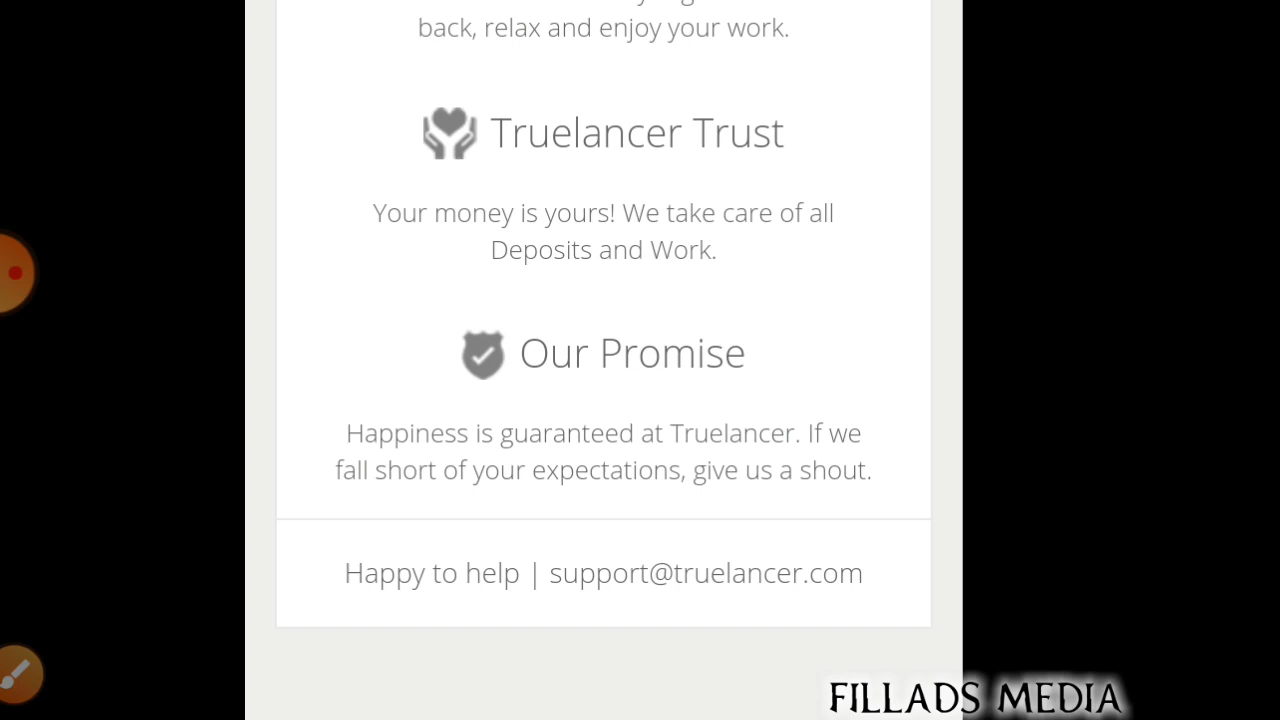 back, relax and enjoy your work.
Truelancer Trust
Your money is yours! We take care of all
Deposits and Work.
Our Promise
Happiness is guaranteed at Truelancer. If we
fall short of your expectations, give us a shout.
Happy to help | support@truelancer.com
FILLADS MEDIA